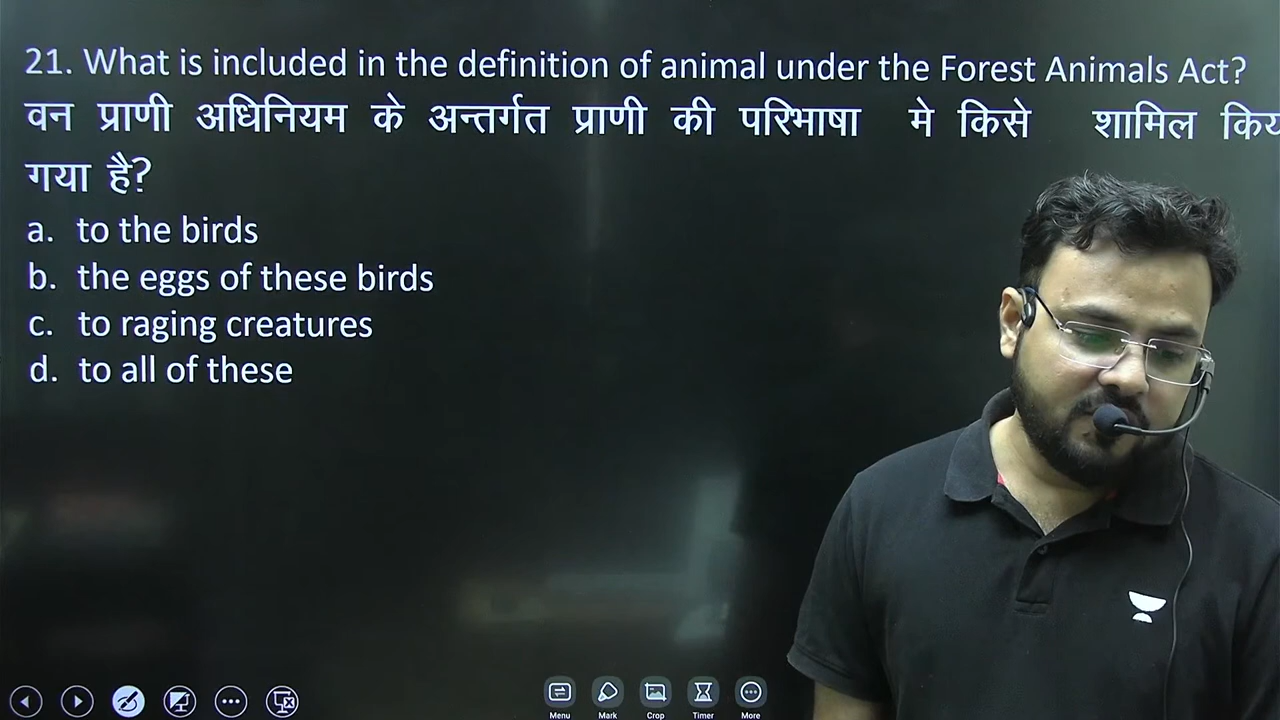 21. What is included in the definition of animal under the Forest Animals Act?
वन प्राणी अधिनियम के अन्तर्गत प्राणी की परिभाषा मे किसे शामिल किय
गया है?
a. to the birds
b. the eggs of these birds
c. to raging creatures
d. to all of these
Menu Mark Crop Timer More